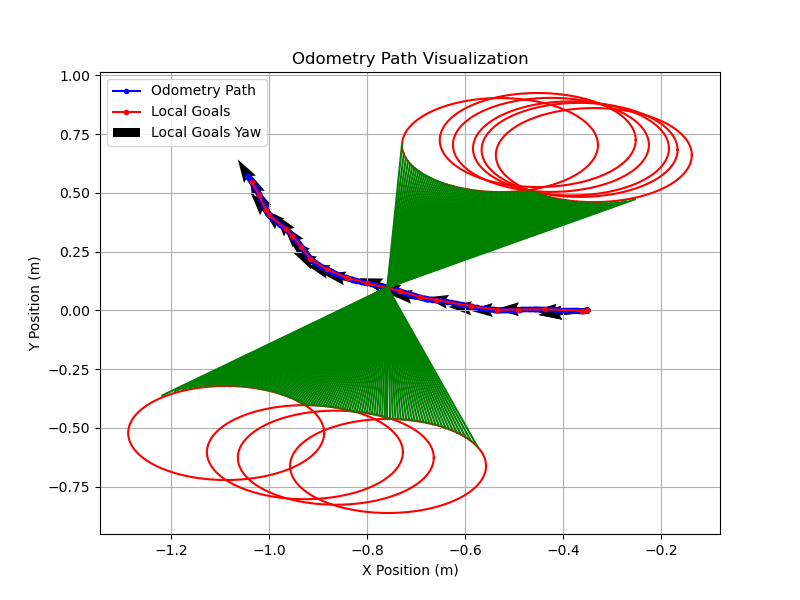 Odometry Path Visualization
Odometry Path
Local Goals
Local Goals Yaw
1.00
0.75
0.50
0.25
0.00
−0.25
−0.50
−0.75
Y Position (m)
−1.2 −1.0 −0.8 −0.6 −0.4 −0.2
X Position (m)